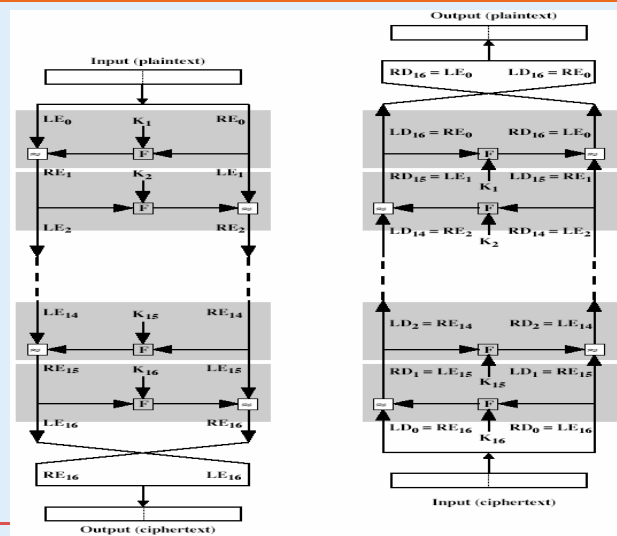 Input (plaintext)
LE0 K1 RE0
F
RE1 K2 LE1
F
LE2 RE2
LE14 K15 RE14
F
RE15 K16 LE15
F
LE16 RE16
RE16 LE16
Output (ciphertext)
Output (plaintext)
RD16 = LE0 LD16 = RE0
LD16 = RE0 RD16 = LE0
F
RD15 = LE1 K1 LD15 = RE1
F
LD14 = RE2 K2 RD14 = LE2
LD2 = RE14 RD2 = LE14
F
RD1 = LE15 K15 LD1 = RE15
F
LD0 = RE16 K16 RD0 = LE16
Input (ciphertext)